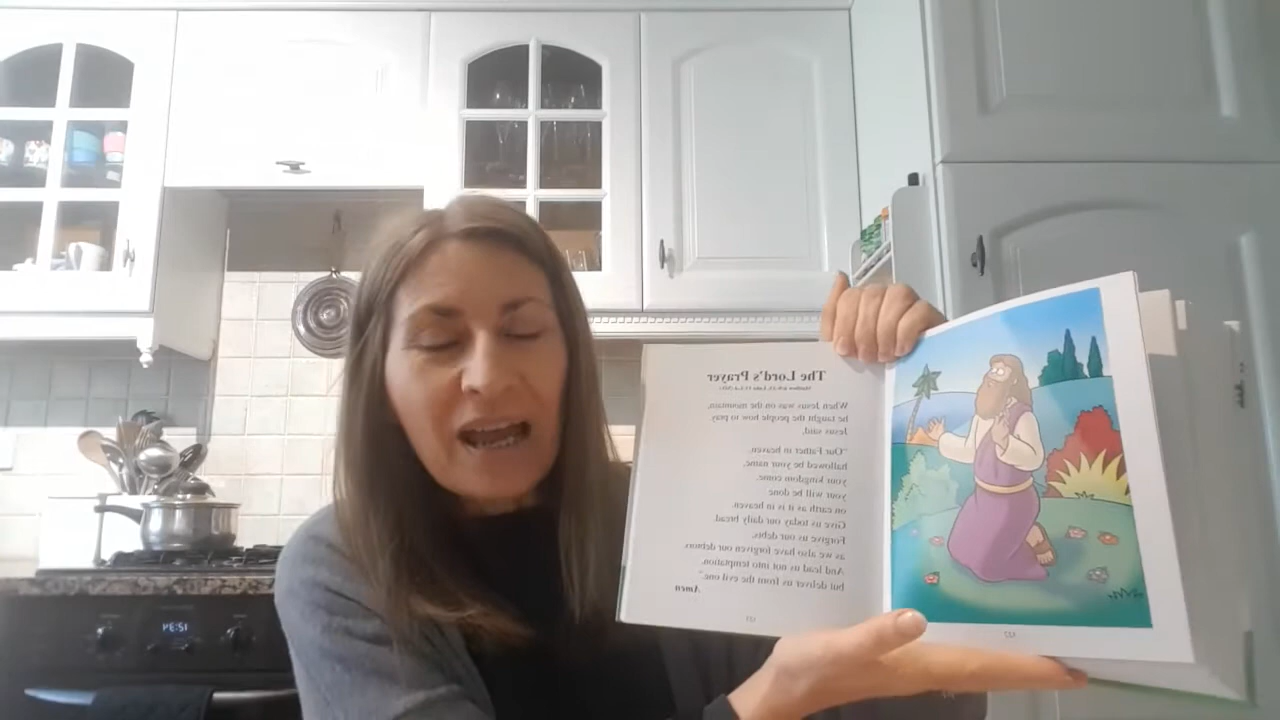 The Lord's Prayer
When Jesus was on the mountain,
he taught the people how to pray.
Jesus said,
"Our Father in heaven,
hallowed be your name,
your kingdom come,
your will be done
on earth as it is in heaven.
Give us today our daily bread.
Forgive us our debts,
as we also have forgiven our debtors.
And lead us not into temptation,
but deliver us from the evil one."
Amen